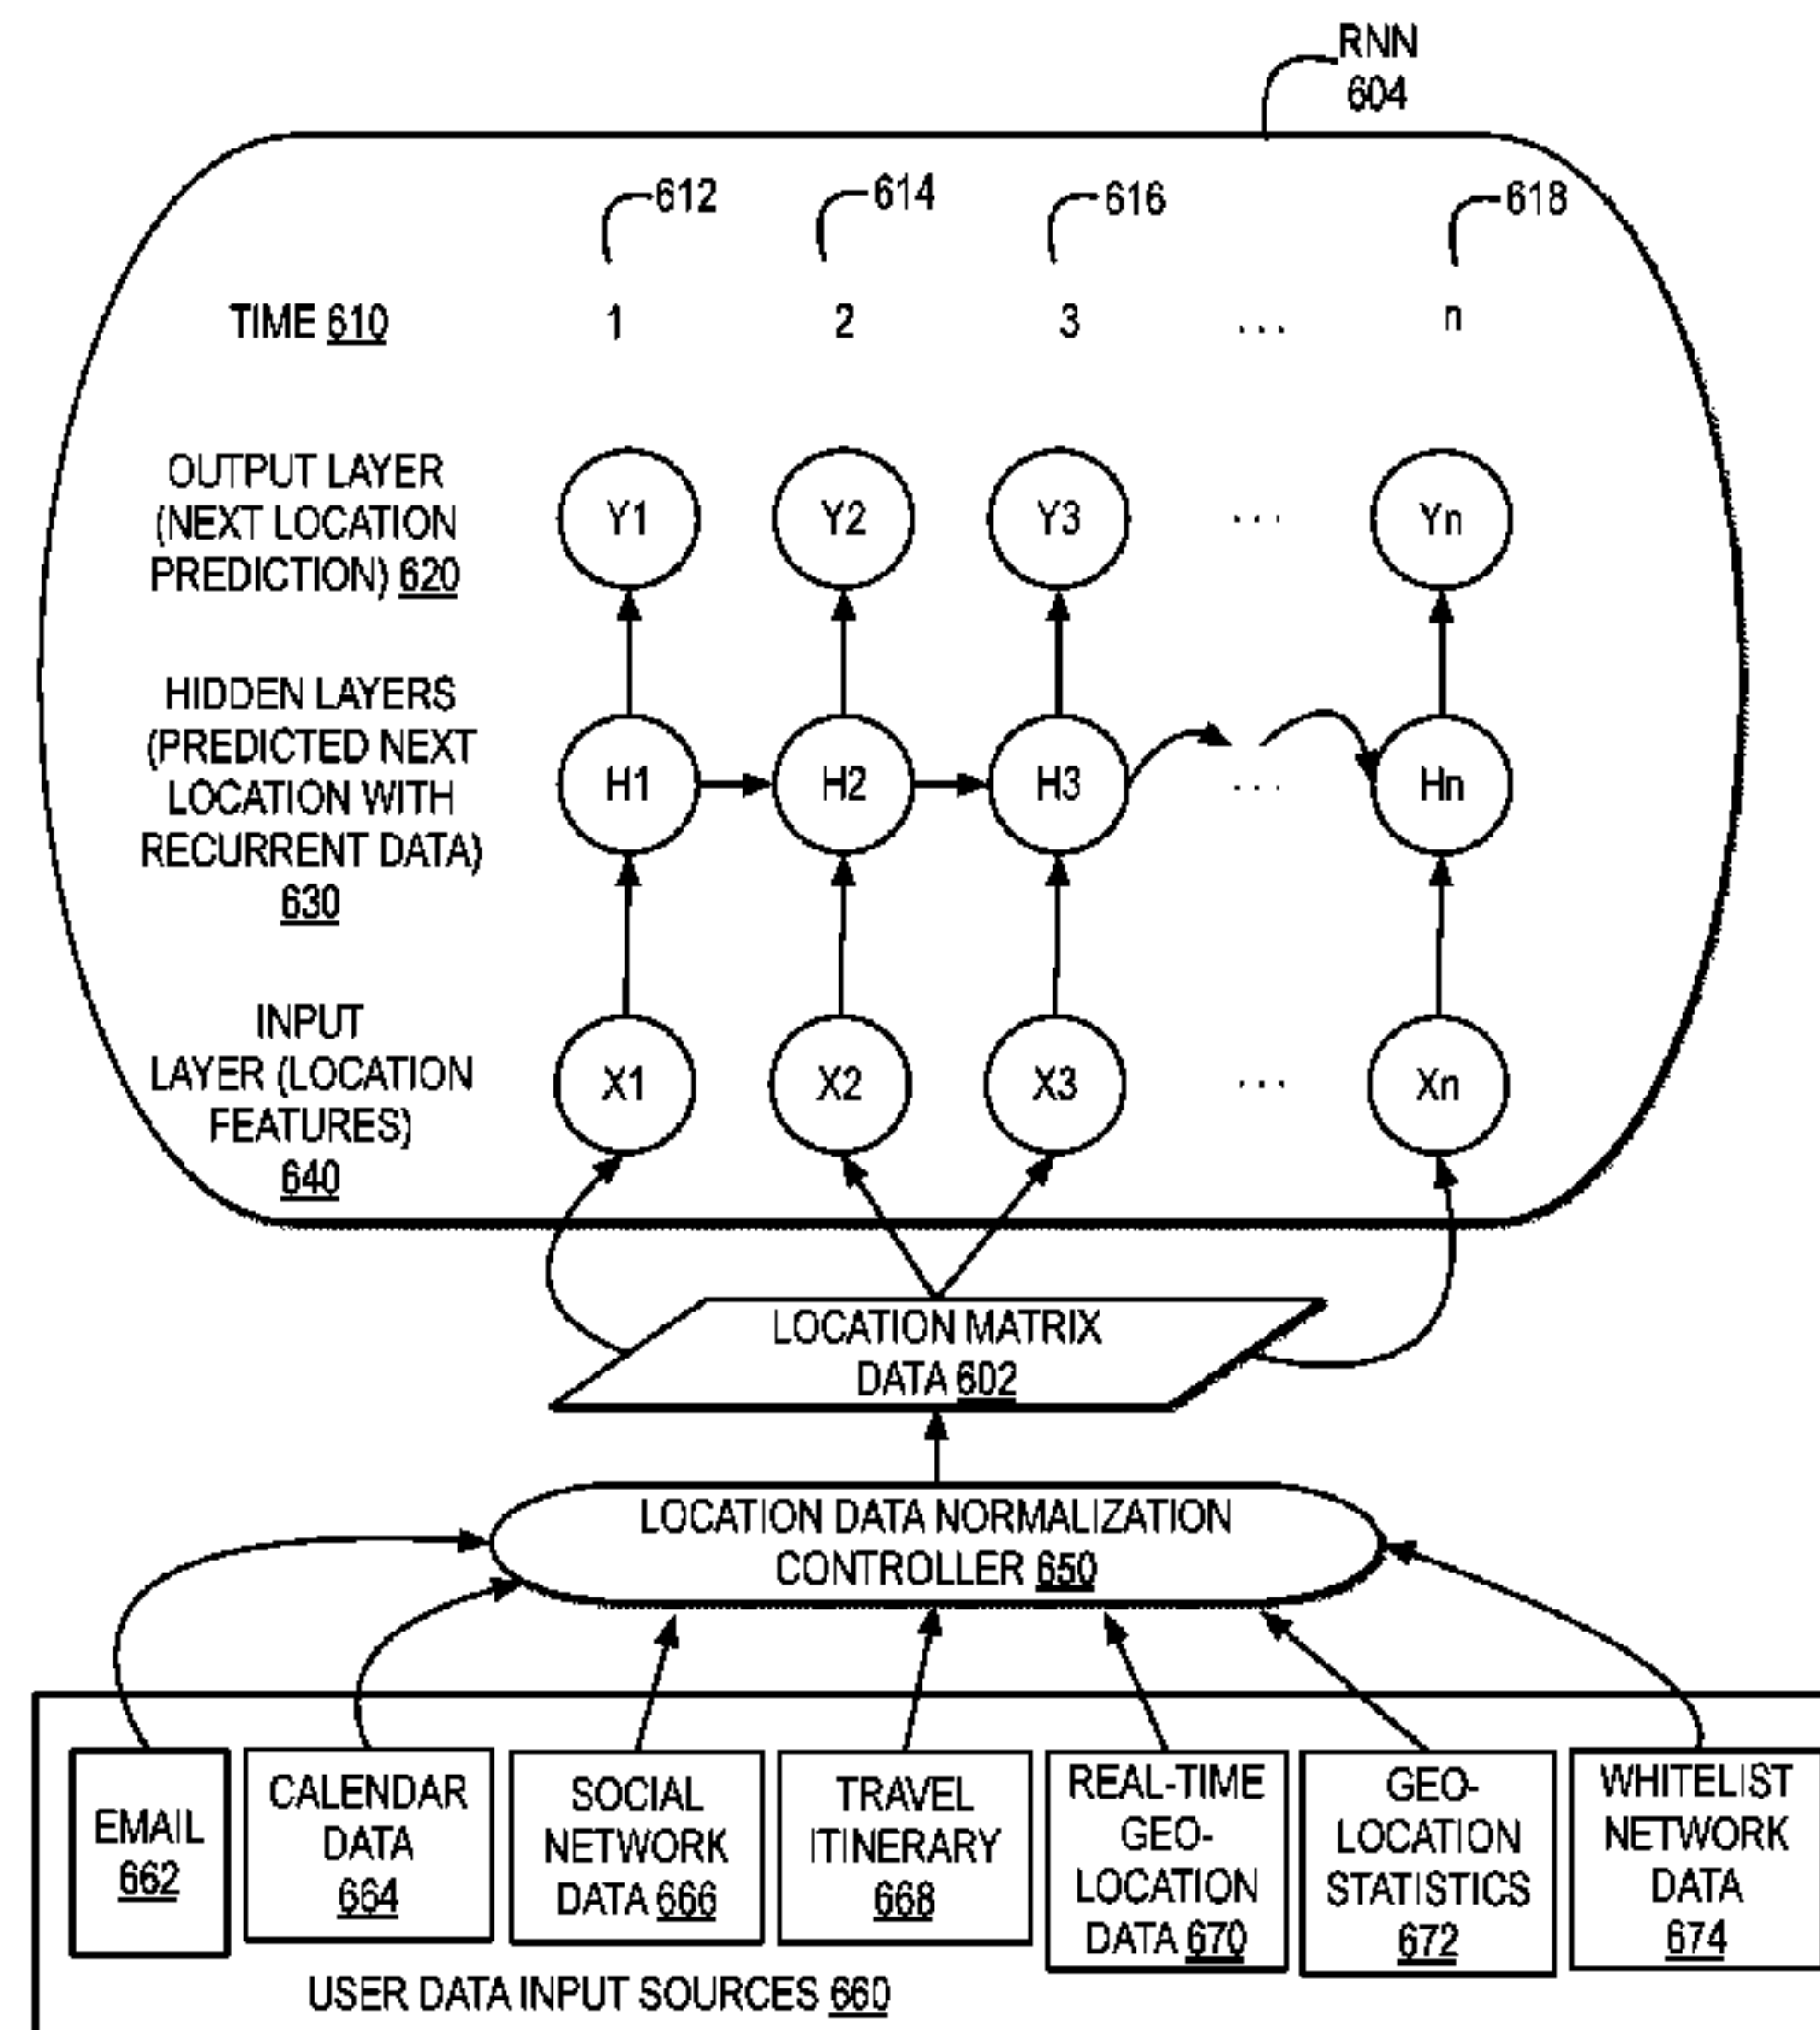 RNN
604
612
614
616
618
TIME 610
1
2
3
...
n
OUTPUT LAYER
(NEXT LOCATION
PREDICTION) 620
Y1
Y2
Y3
...
Yn
HIDDEN LAYERS
(PREDICTED NEXT
LOCATION WITH
RECURRENT DATA)
630
H1
H2
H3
...
Hn
INPUT
LAYER (LOCATION
FEATURES)
640
X1
X2
X3
...
Xn
LOCATION MATRIX
DATA 602
LOCATION DATA NORMALIZATION
CONTROLLER 650
EMAIL
662
CALENDAR
DATA
664
SOCIAL
NETWORK
DATA 666
TRAVEL
ITINERARY
668
REAL-TIME
GEO-
LOCATION
DATA 670
GEO-
LOCATION
STATISTICS
672
WHITELIST
NETWORK
DATA
674
USER DATA INPUT SOURCES 660